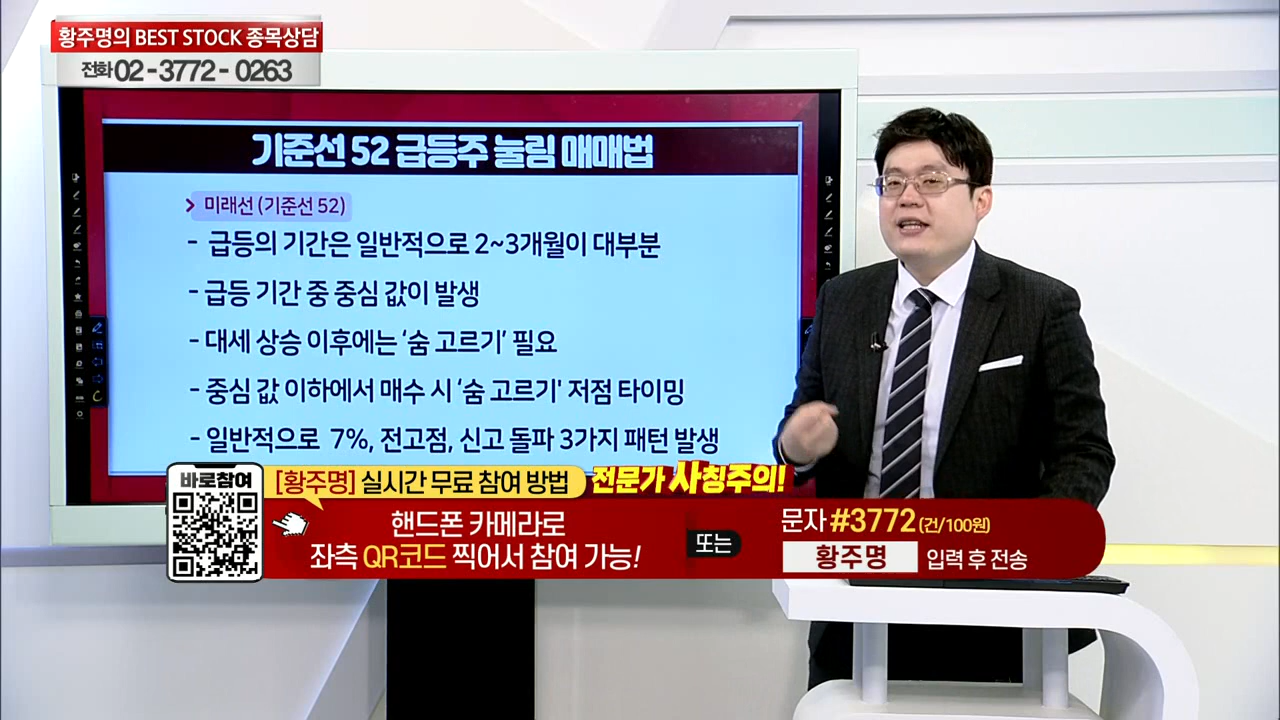 황주명의 BEST STOCK 종목상담
전화 02-3772-0263
기준선 52 급등주 눌림 매매법
미래선 (기준선 52)
- 급등의 기간은 일반적으로 2~3개월이 대부분
- 급등 기간 중 중심 값이 발생
- 대세 상승 이후에는 ‘숨 고르기’ 필요
- 중심 값 이하에서 매수 시 ‘숨 고르기' 저점 타이밍
- 일반적으로 7%, 전고점, 신고 돌파 3가지 패턴 발생
바로참여
[황주명] 실시간 무료 참여 방법
전문가 사칭주의!
핸드폰 카메라로
좌측 QR코드 찍어서 참여 가능!
또는
문자 #3772 (건/100원)
황주명 입력 후 전송